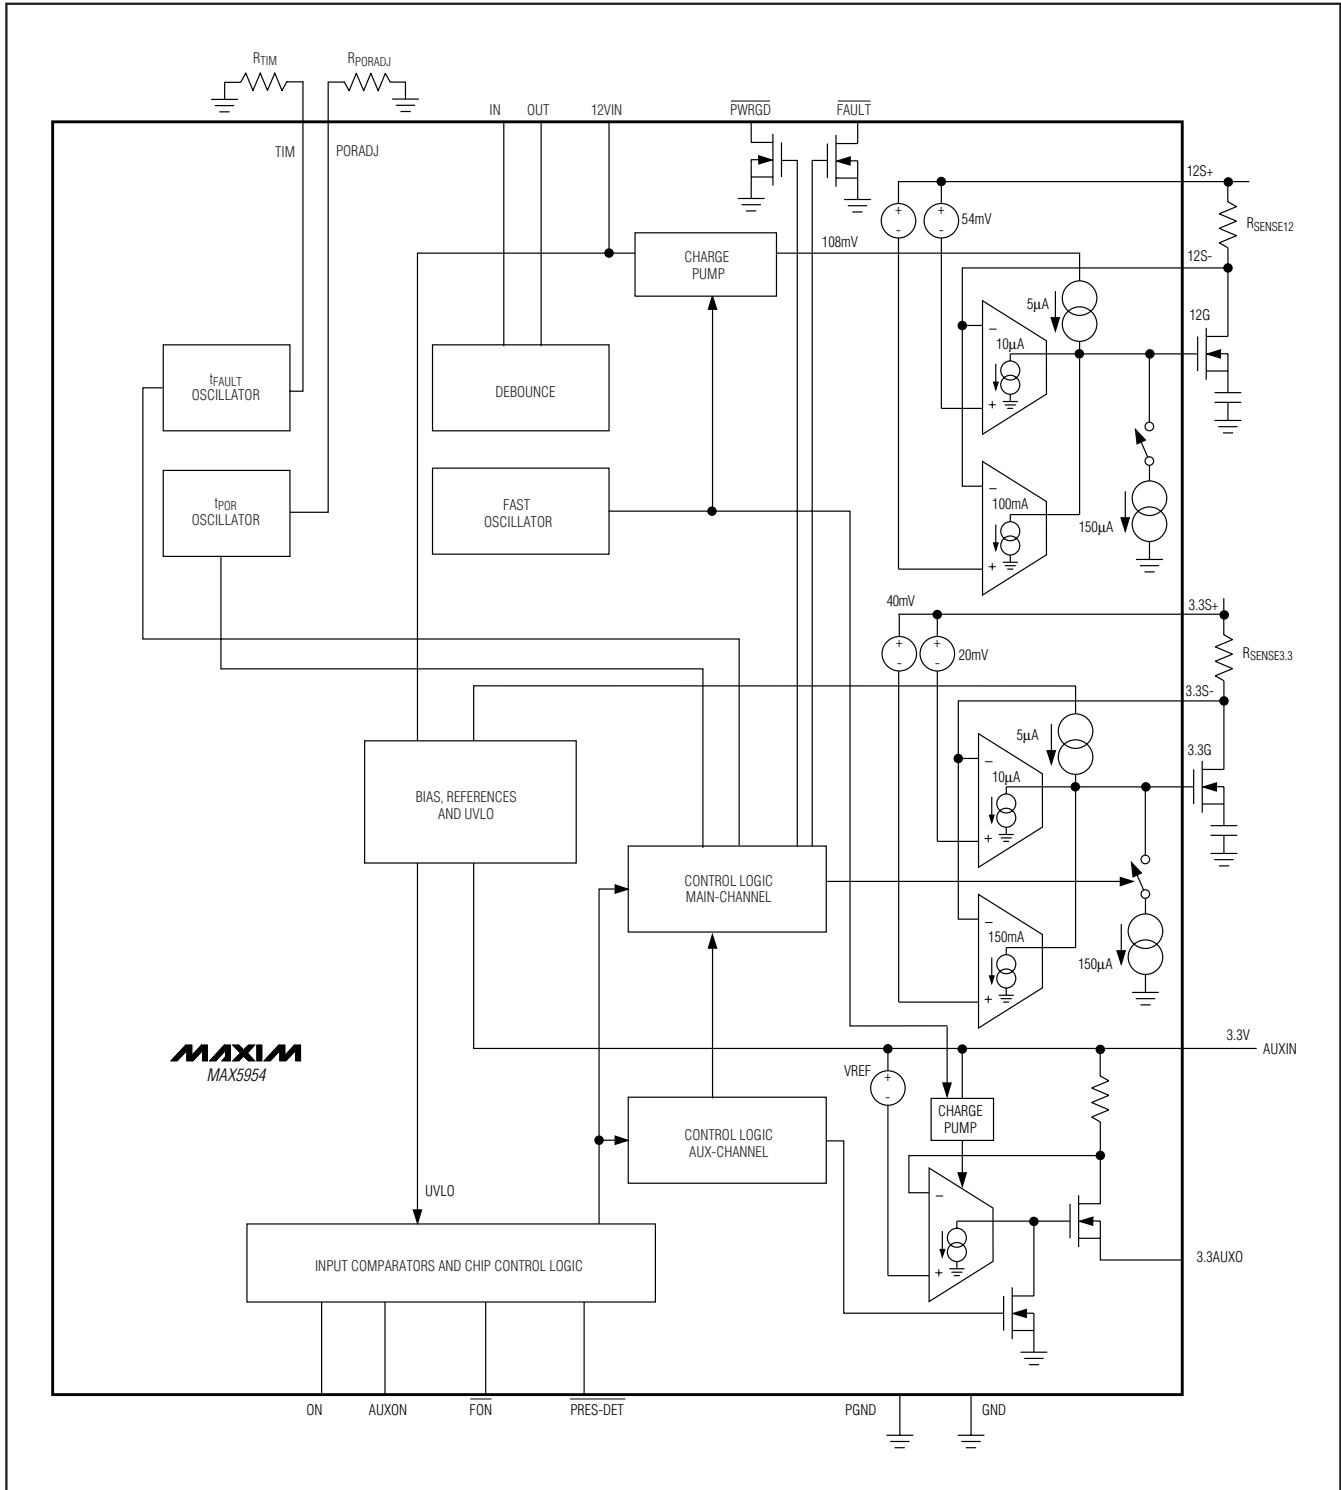 RTIM
RPORADJ
IN
OUT
12VIN
PWRGD
FAULT
TIM
PORADJ
12S+
54mV
RSENSE12
108mV
12S-
CHARGE
PUMP
5µA
12G
–
10µA
+
tFAULT
OSCILLATOR
DEBOUNCE
tPOR
OSCILLATOR
FAST
OSCILLATOR
–
100mA
+
150µA
40mV
3.3S+
20mV
RSENSE3.3
3.3S-
5µA
3.3G
–
10µA
+
BIAS, REFERENCES
AND UVLO
CONTROL LOGIC
MAIN-CHANNEL
–
150mA
+
150µA
MAXIM
MAX5954
3.3V
AUXIN
VREF
CHARGE
PUMP
CONTROL LOGIC
AUX-CHANNEL
UVLO
–
+
3.3AUXO
INPUT COMPARATORS AND CHIP CONTROL LOGIC
ON
AUXON
FON
PRES-DET
PGND
GND